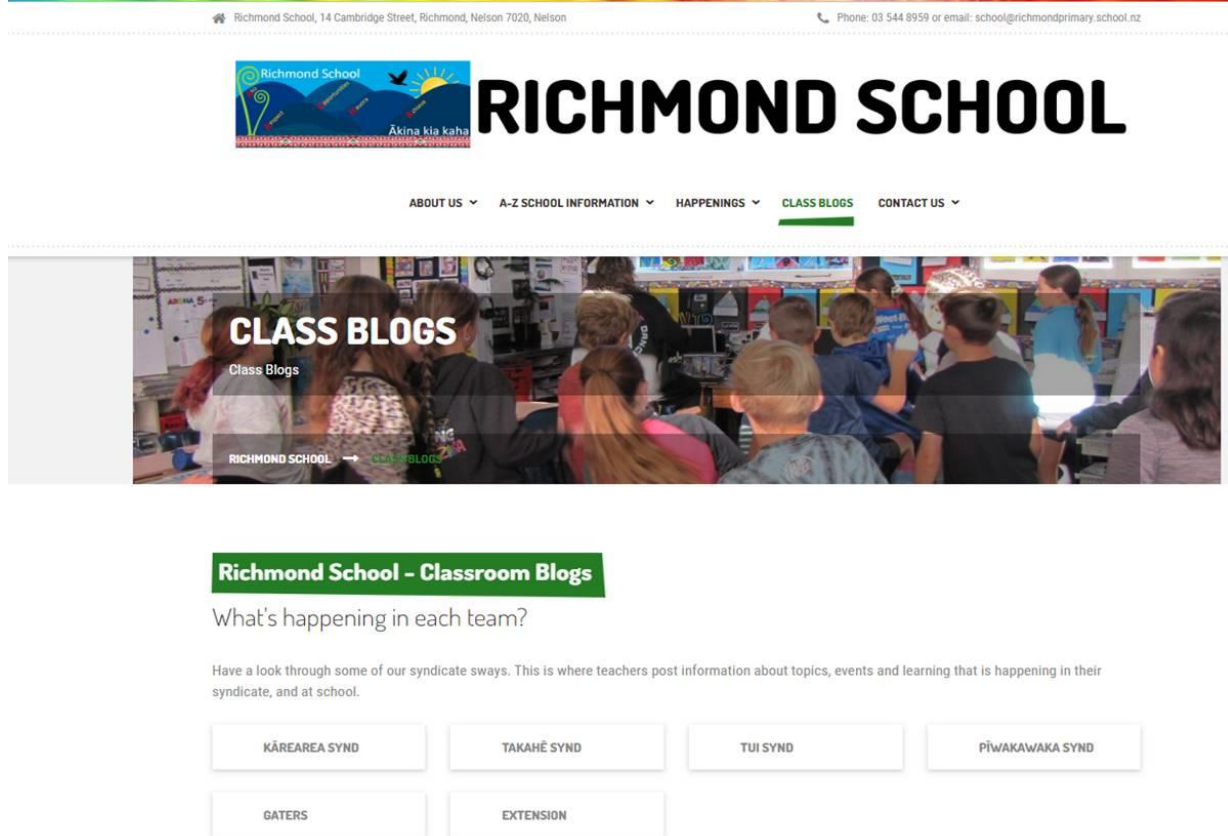 Richmond School, 14 Cambridge Street, Richmond, Nelson 7020, Nelson
Phone: 03 544 8959 or email: school@richmondprimary.school.nz
Richmond School
Ākina kia kaha
RICHMOND SCHOOL
ABOUT US A-Z SCHOOL INFORMATION HAPPENINGS CLASS BLOGS CONTACT US
CLASS BLOGS
Class Blogs
RICHMOND SCHOOL → CLASS BLOGS
Richmond School – Classroom Blogs
What's happening in each team?
Have a look through some of our syndicate sways. This is where teachers post information about topics, events and learning that is happening in their
syndicate, and at school.
KĀREAREA SYND
TAKAHĒ SYND
TUI SYND
PĪWAKAWAKA SYND
GATERS
EXTENSION